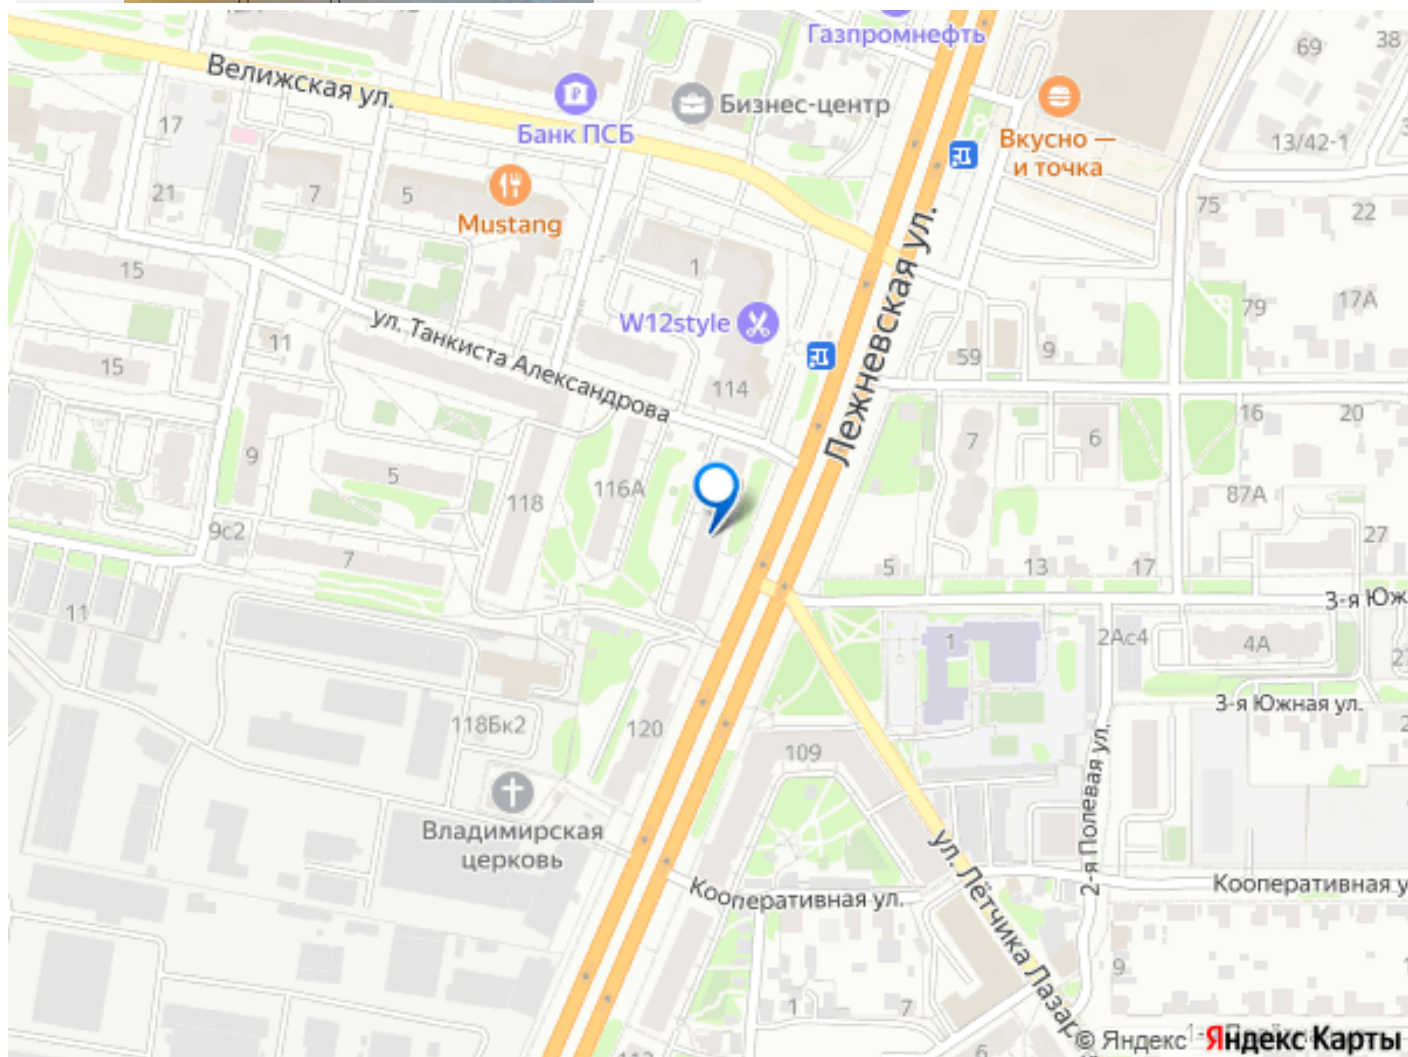 Газпромнефть
38
69
Велижская ул.
Банк ПСБ
Бизнес-центр
Вкусно —
и точка
17
13/42-1
21
7
5
Mustang
75
22
Лежневская ул.
15
1
79
17А
W12style
ул. Танкиста Александрова
11
59
9
15
114
16
20
9
5
116А
7
6
118
87А
9с2
7
27
5
13
17
11
3-я Юж
1
2Ас4
4А
3-я Южная ул.
118Бк2
120
109
2-я Полевая ул.
Владимирская
церковь
ул. Лётчика Лазар
Кооперативная ул.
Кооперативная у
9
1
7
6
© Яндекс
Яндекс Карты